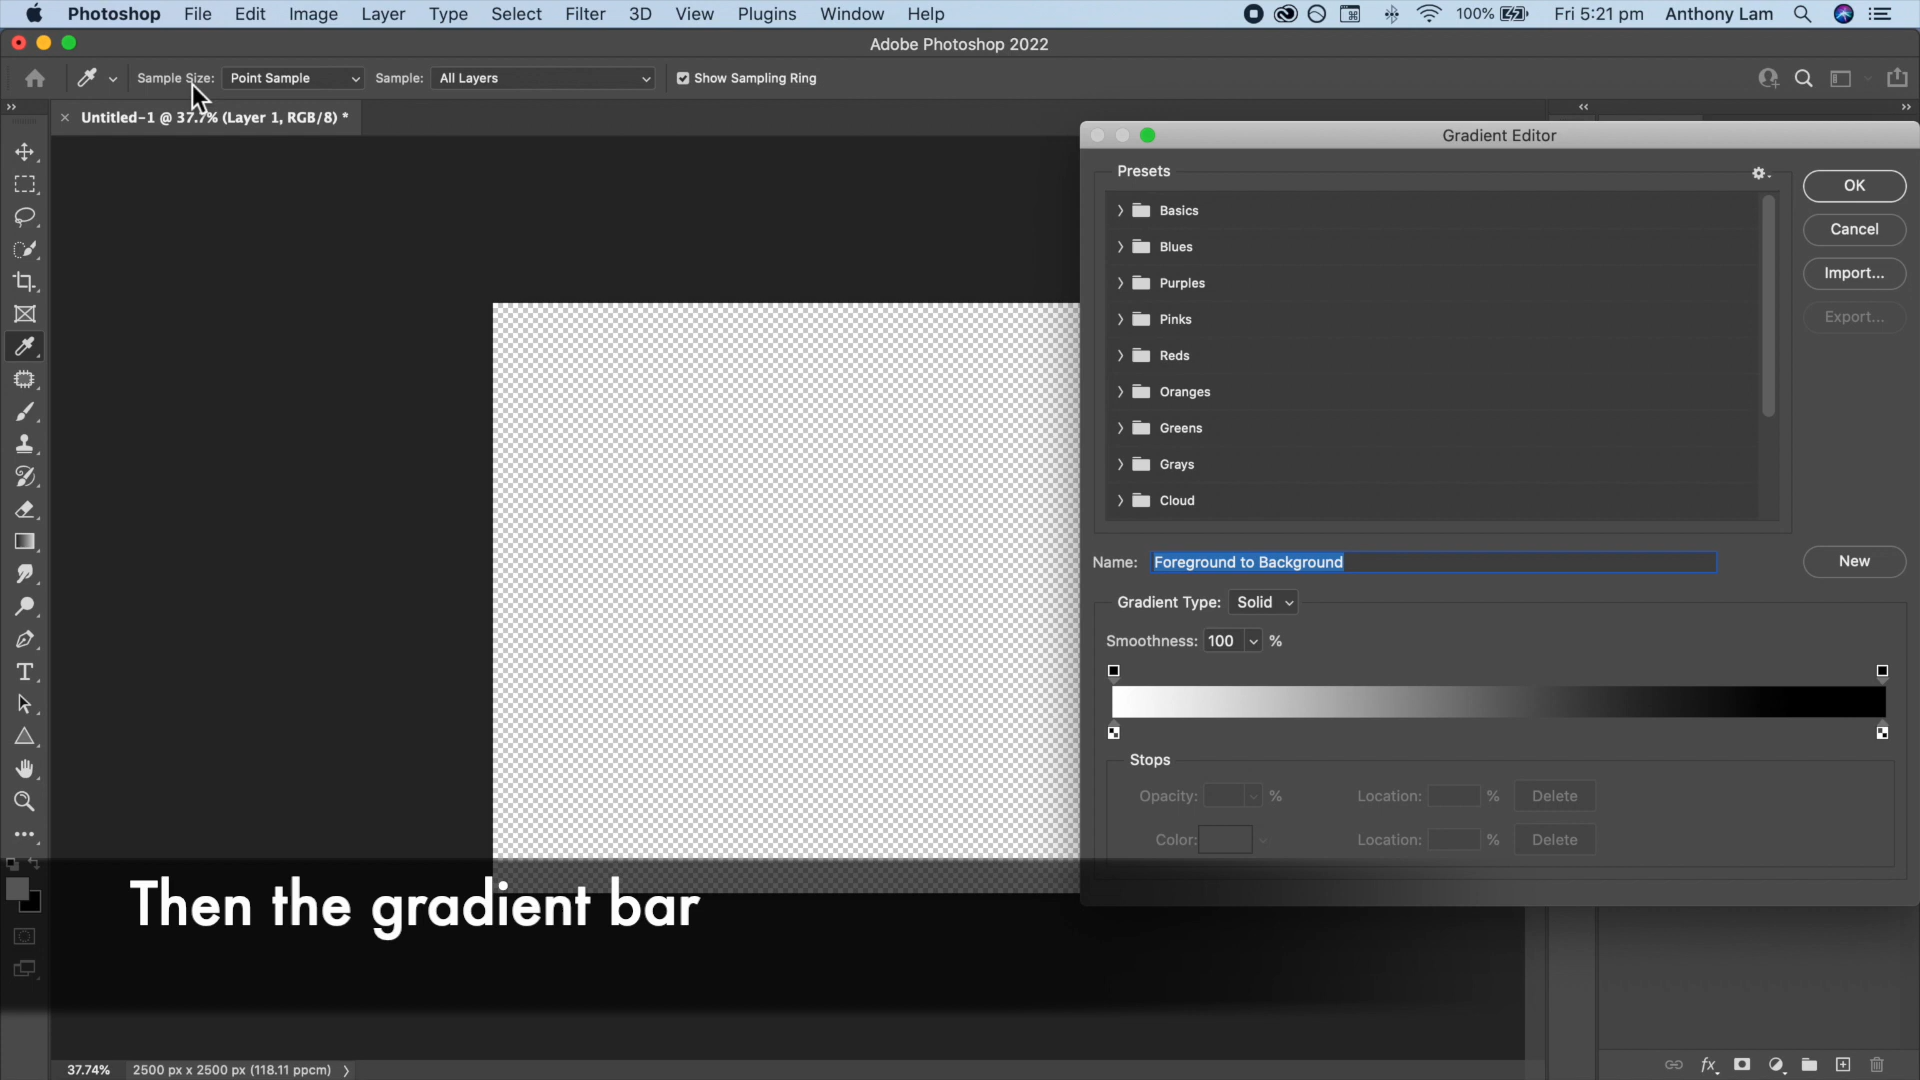 Photoshop File Edit Image Layer Type Select Filter 3D View Plugins Window Help 100% Fri 5:21 pm Anthony Lam
Adobe Photoshop 2022
Sample Size: Point Sample Sample: All Layers Show Sampling Ring
Untitled-1 @ 37.7% (Layer 1, RGB/8) *
Gradient Editor
Presets
Basics
Blues
Purples
Pinks
Reds
Oranges
Greens
Grays
Cloud
OK
Cancel
Import...
Export...
Name: Foreground to Background
New
Gradient Type: Solid
Smoothness: 100 %
Stops
Opacity: % Location: % Delete
Color: Location: % Delete
Then the gradient bar
37.74% 2500 px x 2500 px (118.11 ppcm)
fx